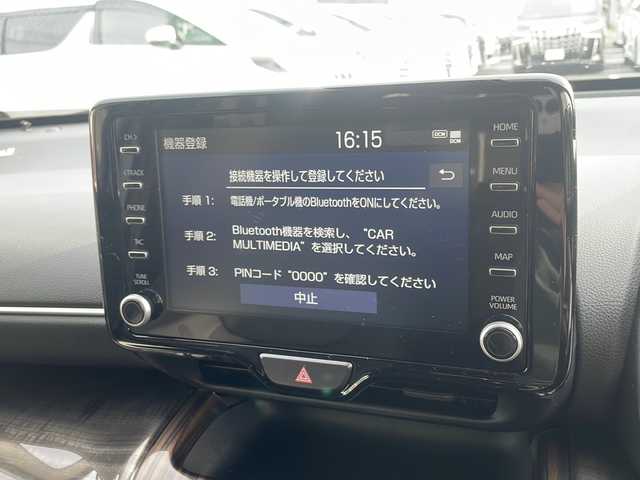 機器登録
16:15
DCM
接続機器を操作して登録してください
手順 1: 電話機/ポータブル機のBluetoothをONにしてください。
手順 2: Bluetooth機器を検索し、“CAR
MULTIMEDIA”を選択してください。
手順 3: PINコード“0000”を確認してください
中止
CH
TRACK
PHONE
T&C
TUNE
SCROLL
HOME
MENU
AUDIO
MAP
POWER
VOLUME